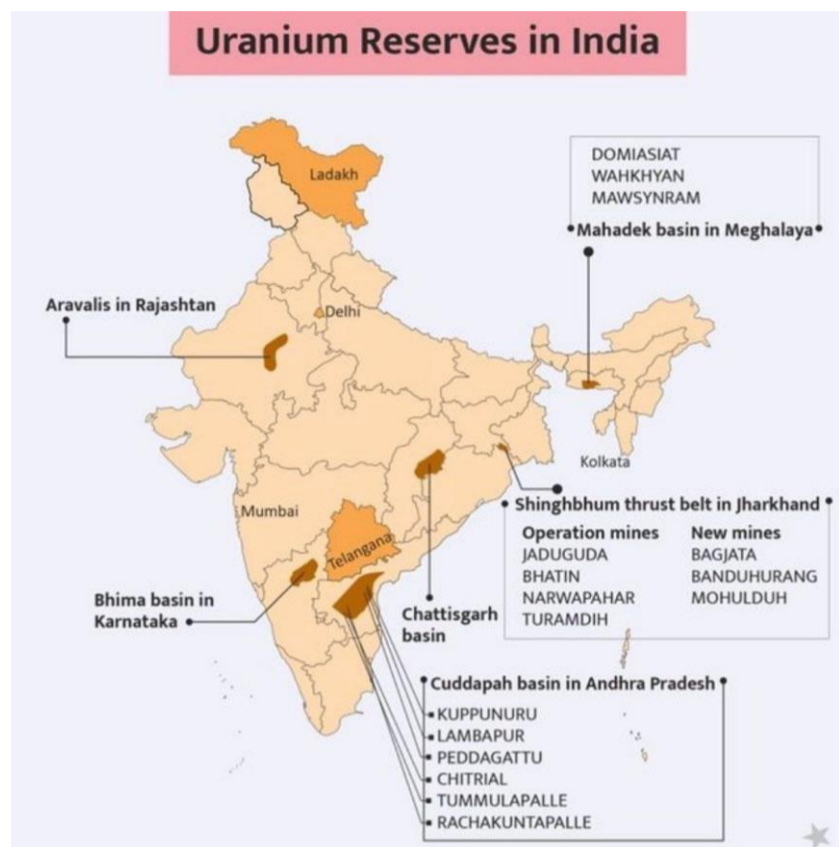 Uranium Reserves in India
Ladakh
DOMIASIAT
WAHKHYAN
MAWSYNRAM
Mahadek basin in Meghalaya
Aravalis in Rajashtan
Delhi
Kolkata
Mumbai
Telangana
Shinghbhum thrust belt in Jharkhand
Operation mines
JADUGUDA
BHATIN
NARWAPAHAR
TURAMDIH
New mines
BAGJATA
BANDUHURANG
MOHULDUH
Bhima basin in
Karnataka
Chattisgarh
basin
Cuddapah basin in Andhra Pradesh
KUPPUNURU
LAMBAPUR
PEDDAGATTU
CHITRIAL
TUMMULAPALLE
RACHAKUNTAPALLE